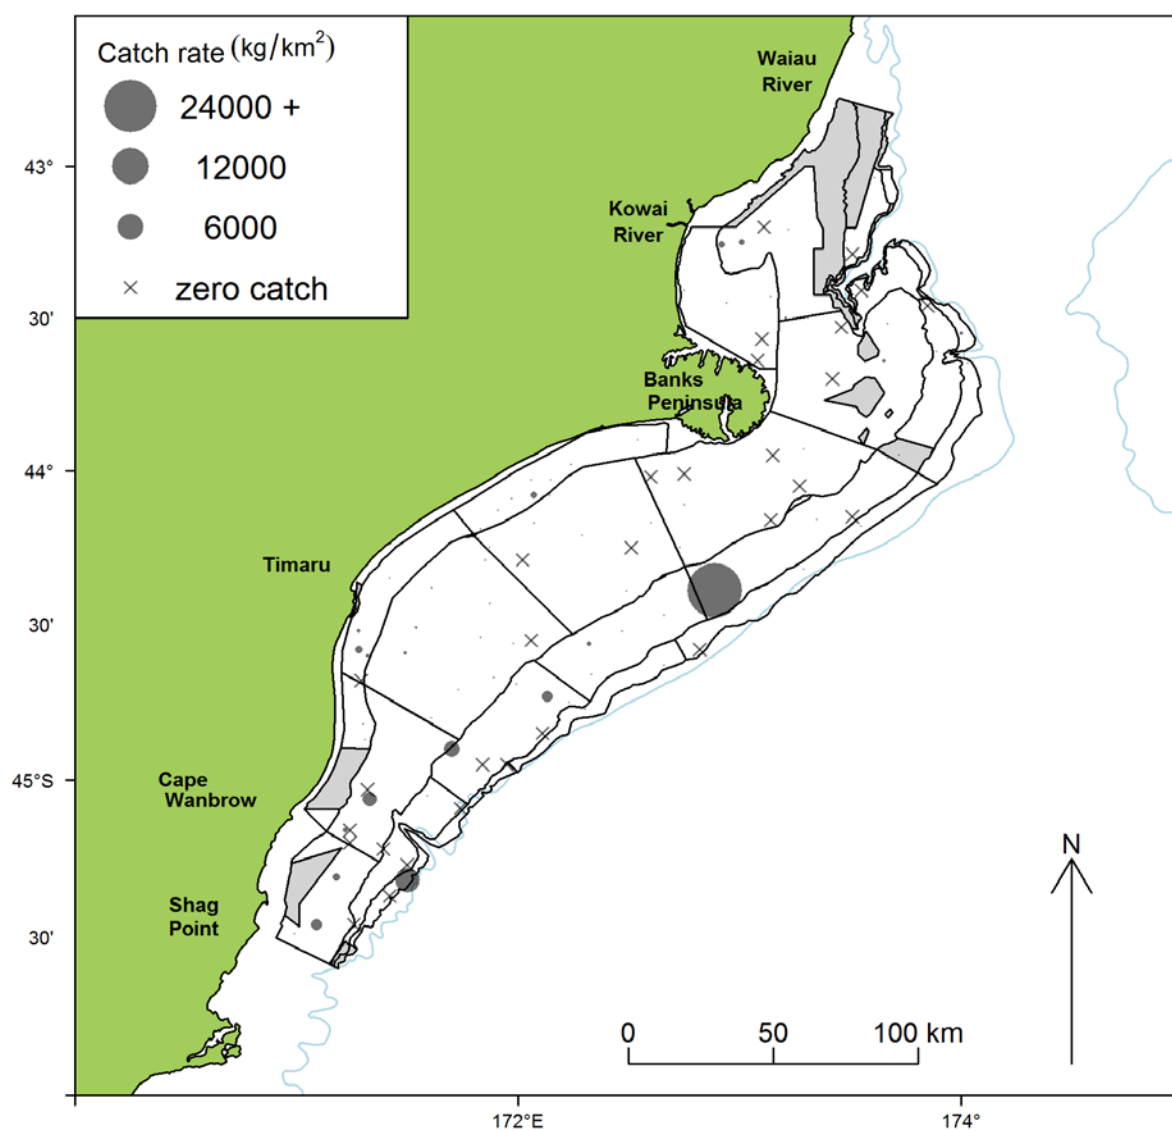 Catch rate (kg/km²)
24000 +
12000
6000
zero catch
Waiau
River
43°
Kowai
River
30'
Banks
Peninsula
44°
Timaru
30'
45°S
Cape
Wanbrow
N
Shag
Point
30'
0 50 100 km
172°E 174°